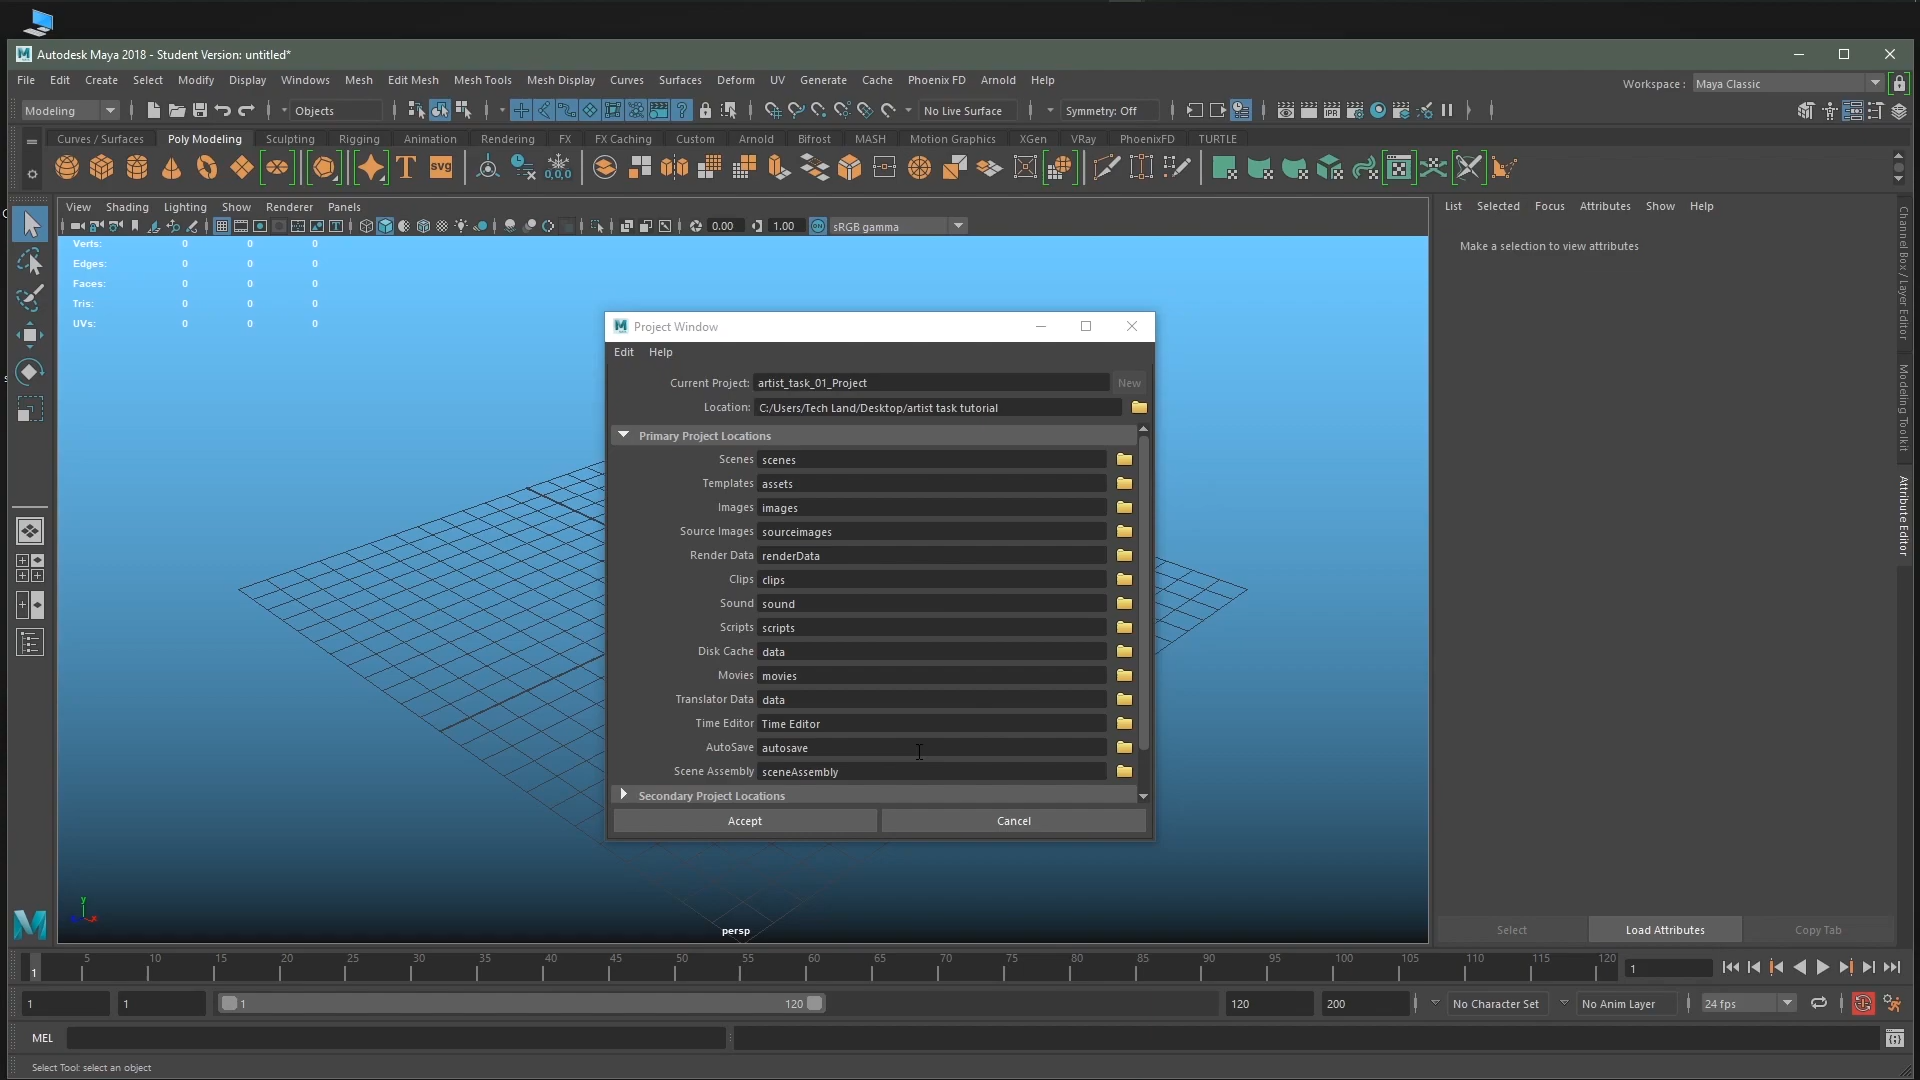 Autodesk Maya 2018 - Student Version: untitled*
File Edit Create Select Modify Display Windows Mesh Edit Mesh Mesh Tools Mesh Display Curves Surfaces Deform UV Generate Cache Phoenix FD Arnold Help
Workspace : Maya Classic
Modeling Objects No Live Surface Symmetry: Off
Curves / Surfaces Poly Modeling Sculpting Rigging Animation Rendering FX FX Caching Custom Arnold Bifrost MASH Motion Graphics XGen VRay PhoenixFD TURTLE
View Shading Lighting Show Renderer Panels
0.00 1.00 sRGB gamma
List Selected Focus Attributes Show Help
Make a selection to view attributes
Verts: 0 0 0
Edges: 0 0 0
Faces: 0 0 0
Tris: 0 0 0
UVs: 0 0 0
Project Window
Edit Help
Current Project: artist_task_01_Project New
Location: C:/Users/Tech Land/Desktop/artist task tutorial
Primary Project Locations
Scenes scenes
Templates assets
Images images
Source Images sourceimages
Render Data renderData
Clips clips
Sound sound
Scripts scripts
Disk Cache data
Movies movies
Translator Data data
Time Editor Time Editor
AutoSave autosave
Scene Assembly sceneAssembly
Secondary Project Locations
Accept Cancel
persp
Channel Box / Layer Editor
Modeling Toolkit
Attribute Editor
Select Load Attributes Copy Tab
1 5 10 15 20 25 30 35 40 45 50 55 60 65 70 75 80 85 90 95 100 105 110 115 120 1
1 1 1 120 120 200 No Character Set No Anim Layer 24 fps
MEL
Select Tool: select an object